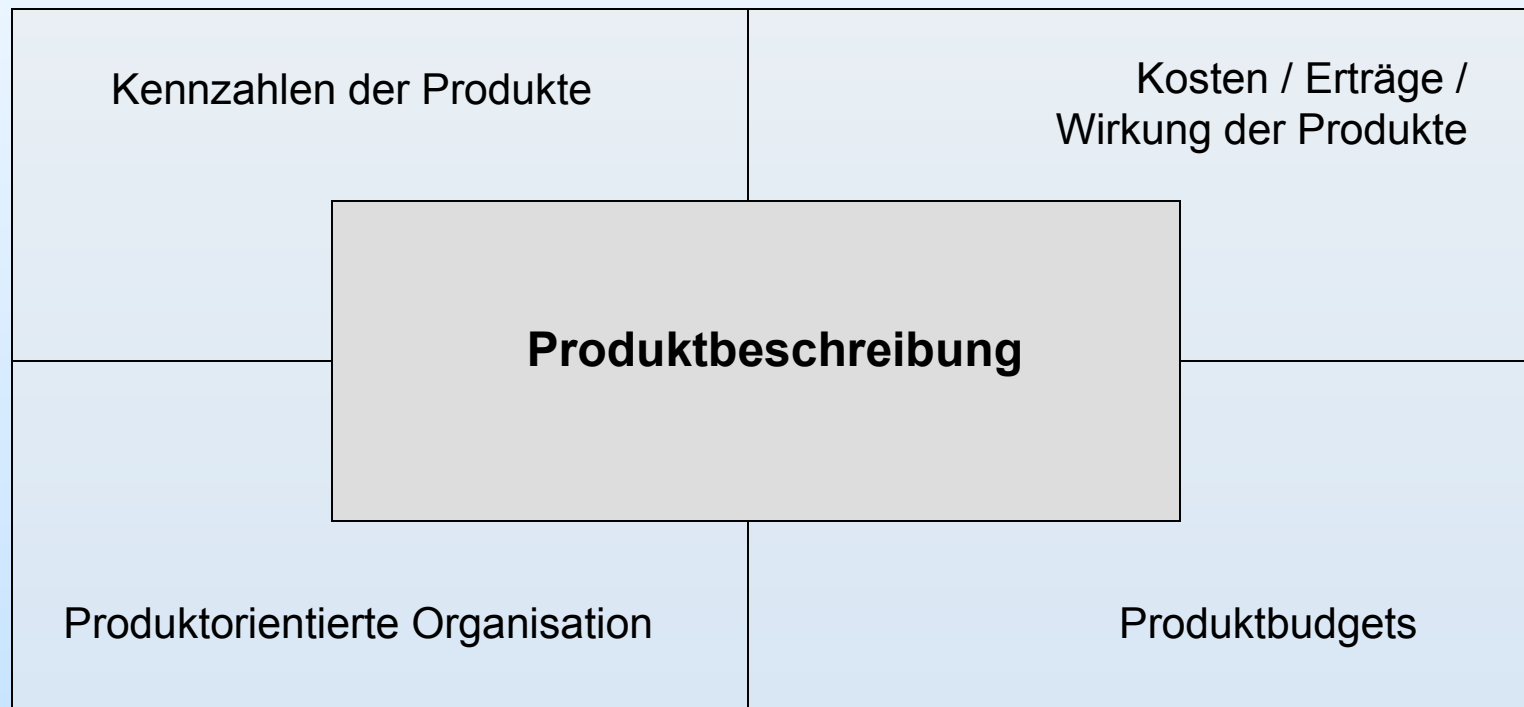 Kennzahlen der Produkte
Kosten / Erträge /
Wirkung der Produkte
Produktbeschreibung
Produktorientierte Organisation
Produktbudgets